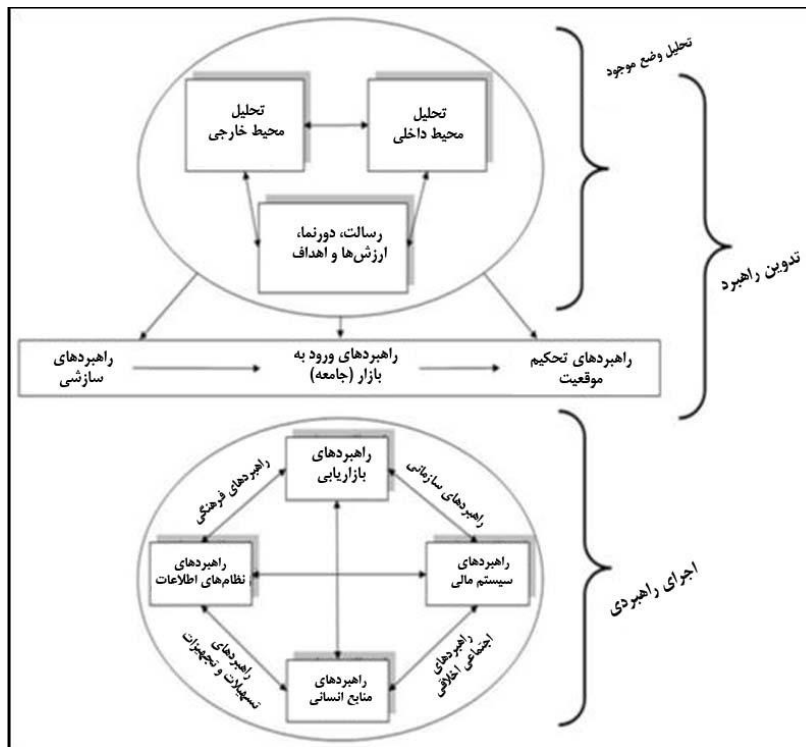 تحلیل وضع موجود
تحلیل
محیط خارجی
تحلیل
محیط داخلی
رسالت، دورنما،
ارزش‌ها و اهداف
تدوین راهبرد
راهبردهای تحکیم
موقعیت
راهبردهای ورود به
بازار (جامعه)
راهبردهای
سازشی
راهبردهای
بازاریابی
راهبردهای سازمانی
راهبردهای فرهنگی
راهبردهای
سیستم مالی
راهبردهای
نظام‌های اطلاعات
اجرای راهبردی
راهبردهای
اجتماعی اخلاقی
راهبردهای
تسهیلات و تجهیزات
راهبردهای
منابع انسانی